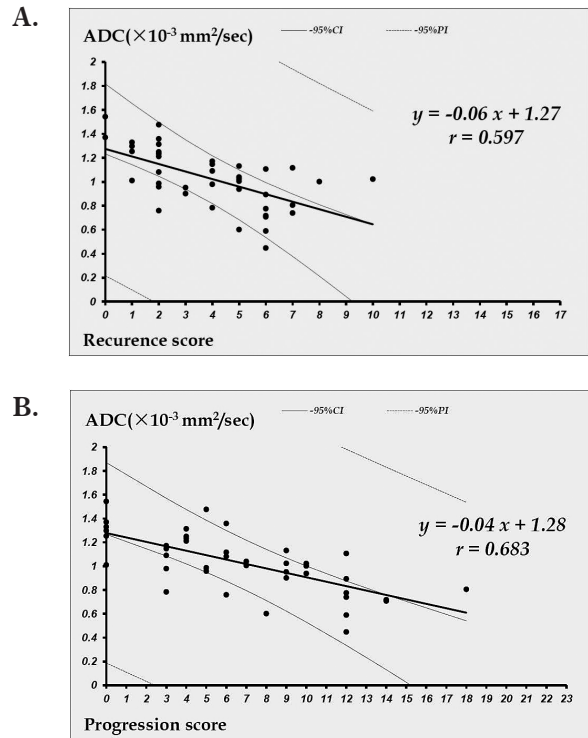 A.
ADC(×10⁻³ mm²/sec)
-95%CI
-95%PI
2
1.8
1.6
1.4
1.2
1
0.8
0.6
0.4
0.2
0
y = -0.06 x + 1.27
r = 0.597
0 1 2 3 4 5 6 7 8 9 10 11 12 13 14 15 16 17
Recurence score
B.
ADC(×10⁻³ mm²/sec)
-95%CI
-95%PI
2
1.8
1.6
1.4
1.2
1
0.8
0.6
0.4
0.2
0
y = -0.04 x + 1.28
r = 0.683
0 1 2 3 4 5 6 7 8 9 10 11 12 13 14 15 16 17 18 19 20 21 22 23
Progression score